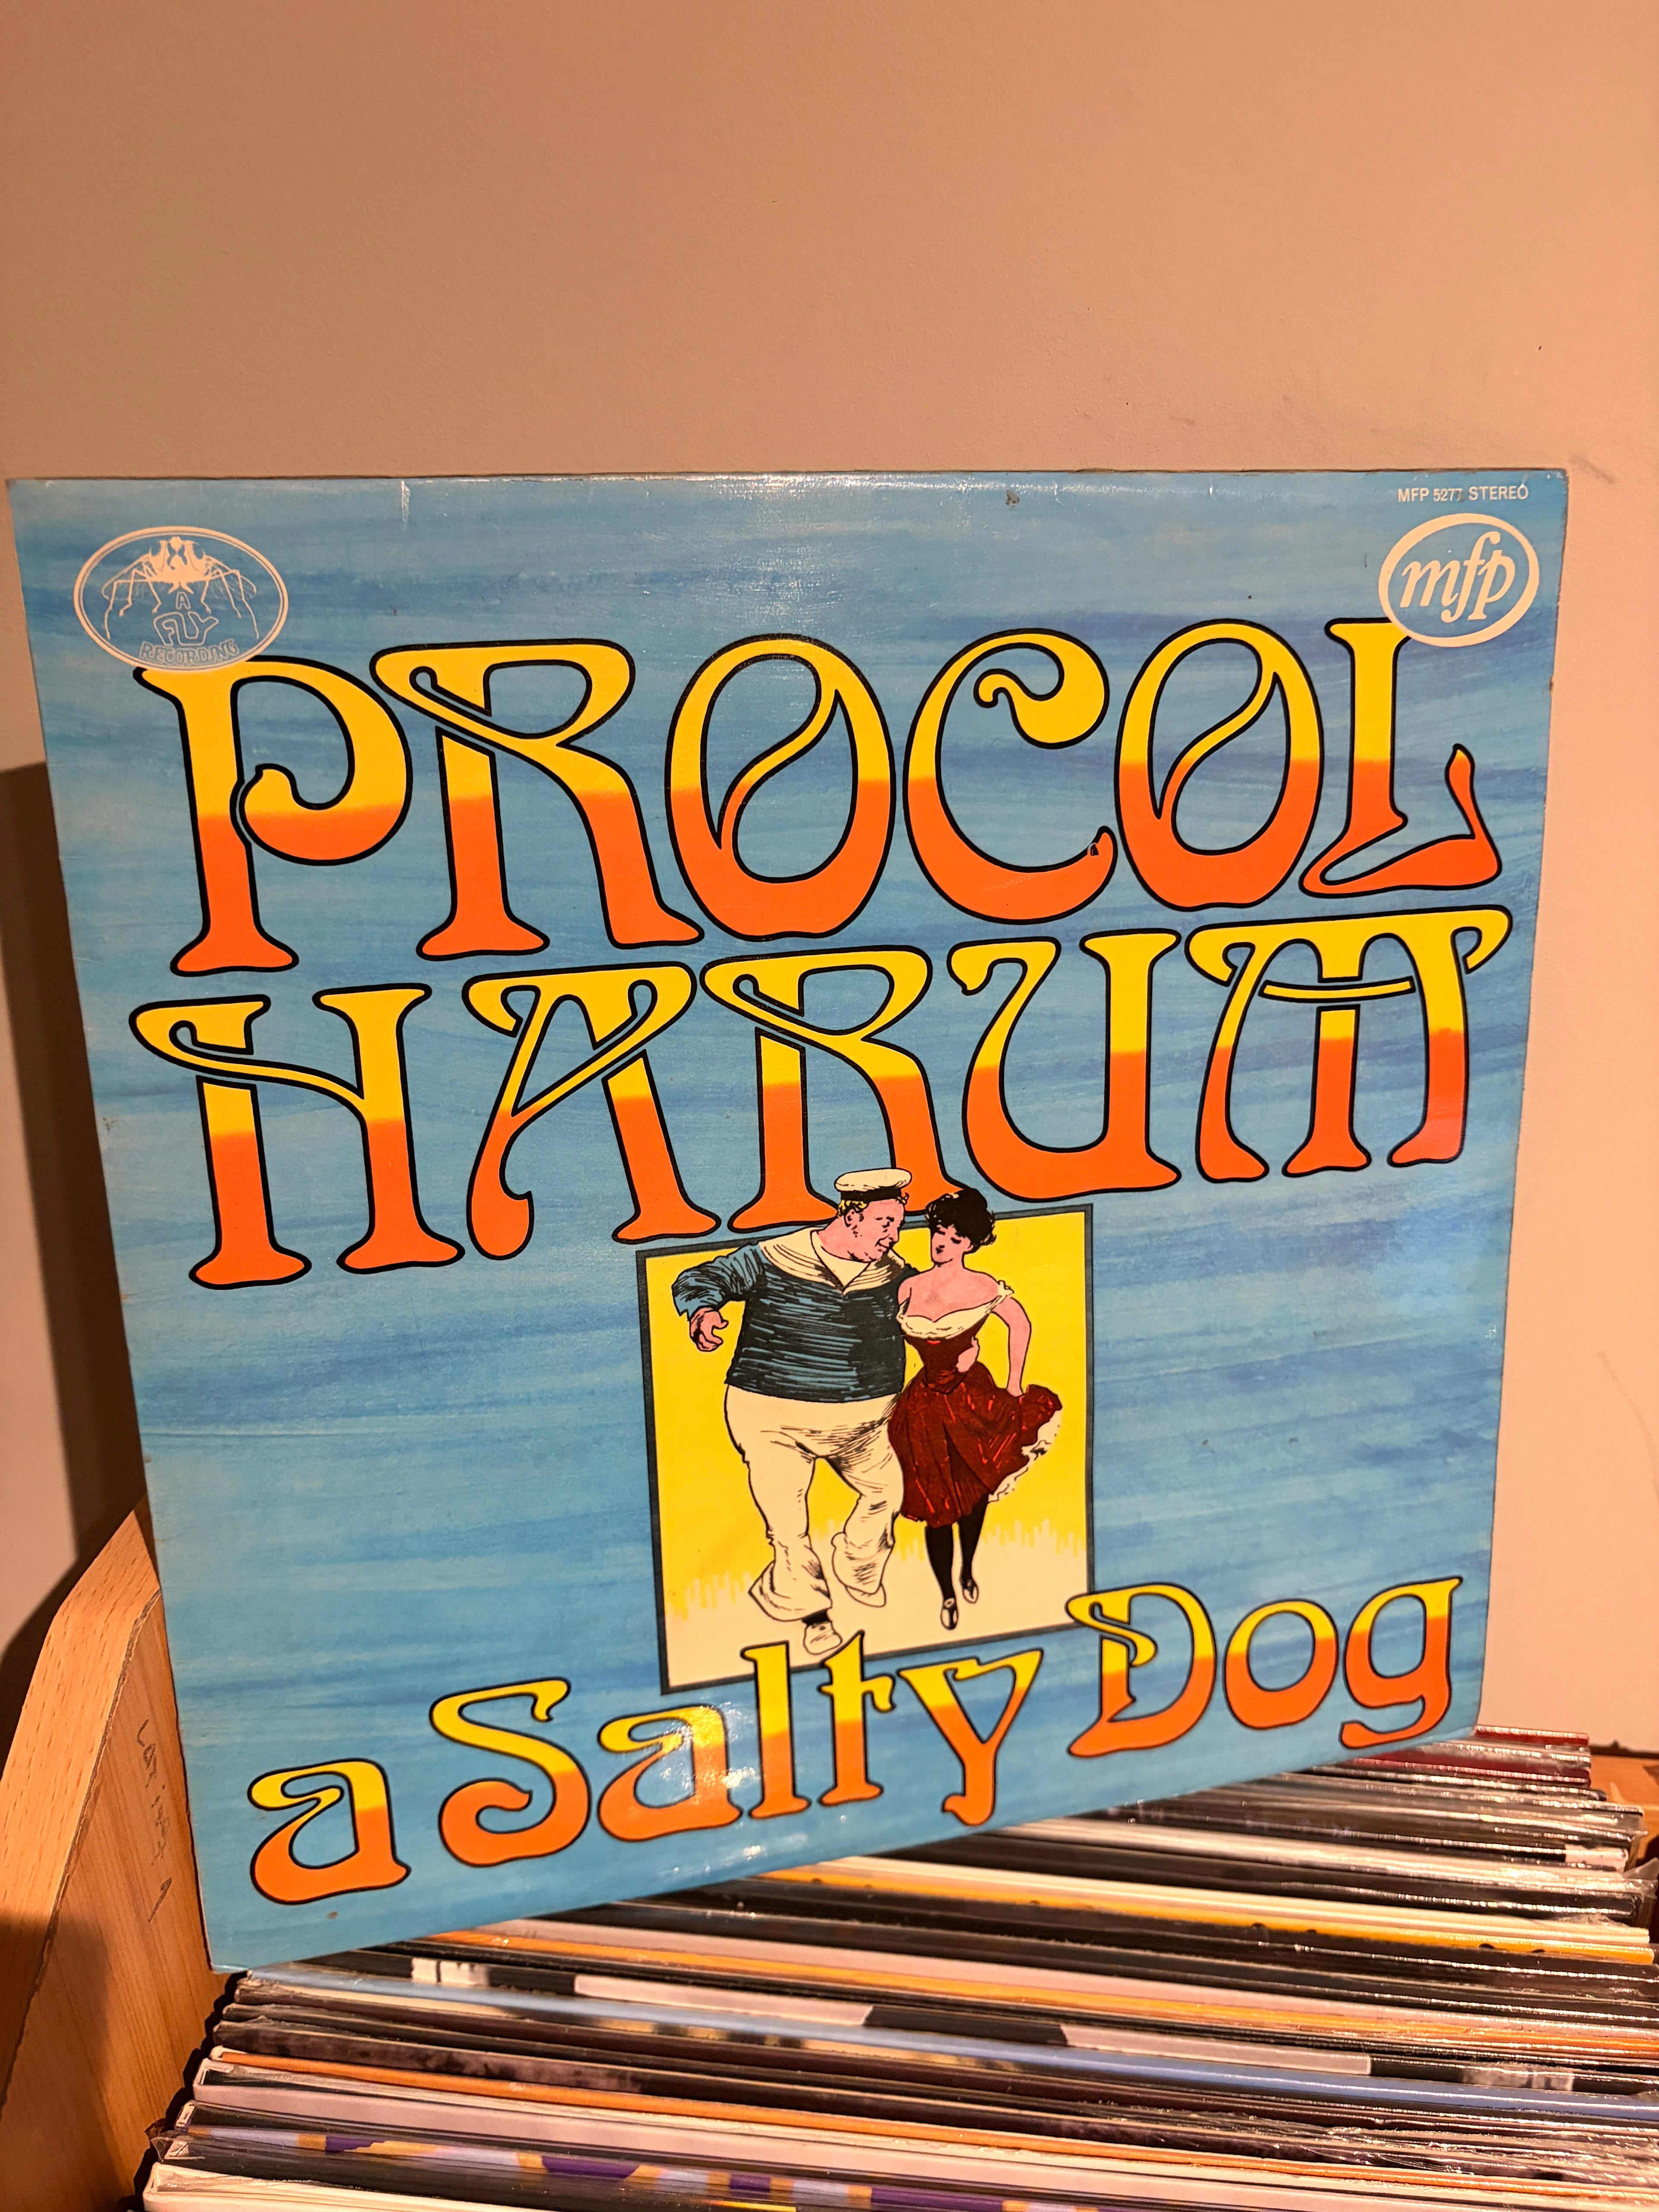 MFP 5277 STEREO
mfp
A
FLY
RECORDING
PROCOL
HARUM
a Salty Dog